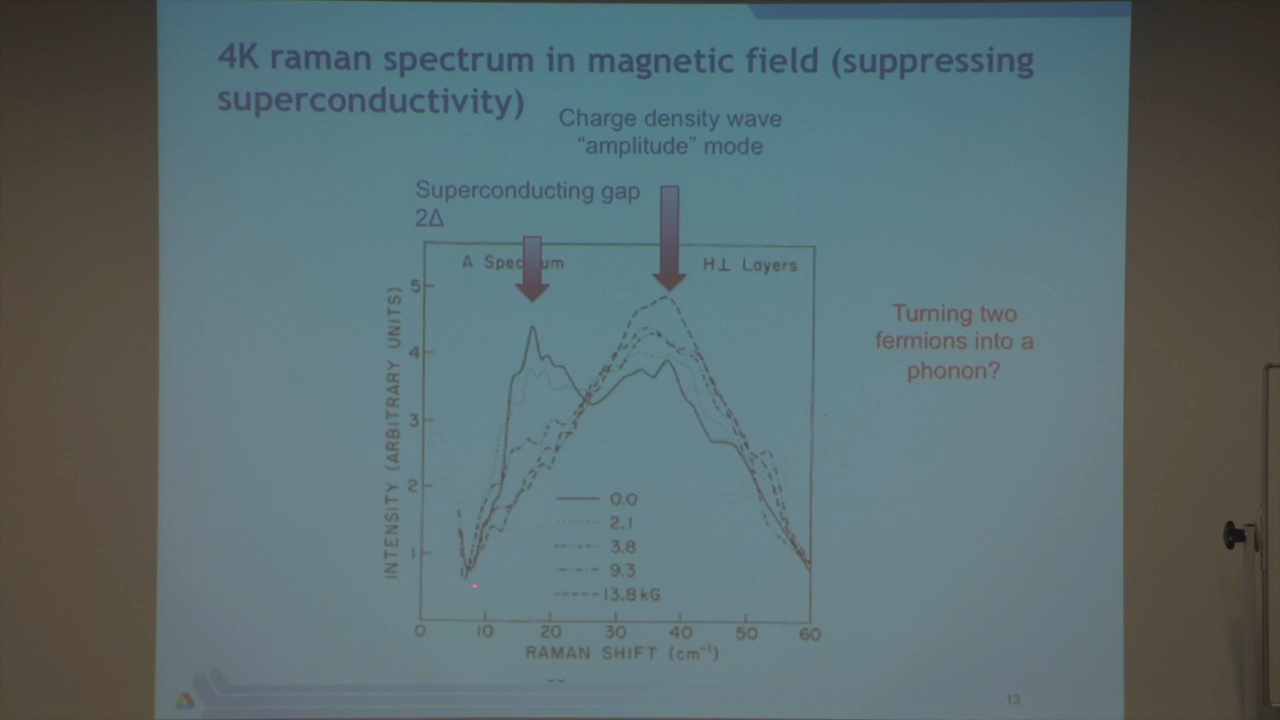 4K raman spectrum in magnetic field (suppressing
superconductivity)
Charge density wave
“amplitude” mode
Superconducting gap
2Δ
A Spec um
H⊥ Layers
Turning two
fermions into a
phonon?
INTENSITY (ARBITRARY UNITS)
5
4
3
2
1
0.0
2.1
3.8
9.3
13.8 kG
0 10 20 30 40 50 60
RAMAN SHIFT (cm⁻¹)
13